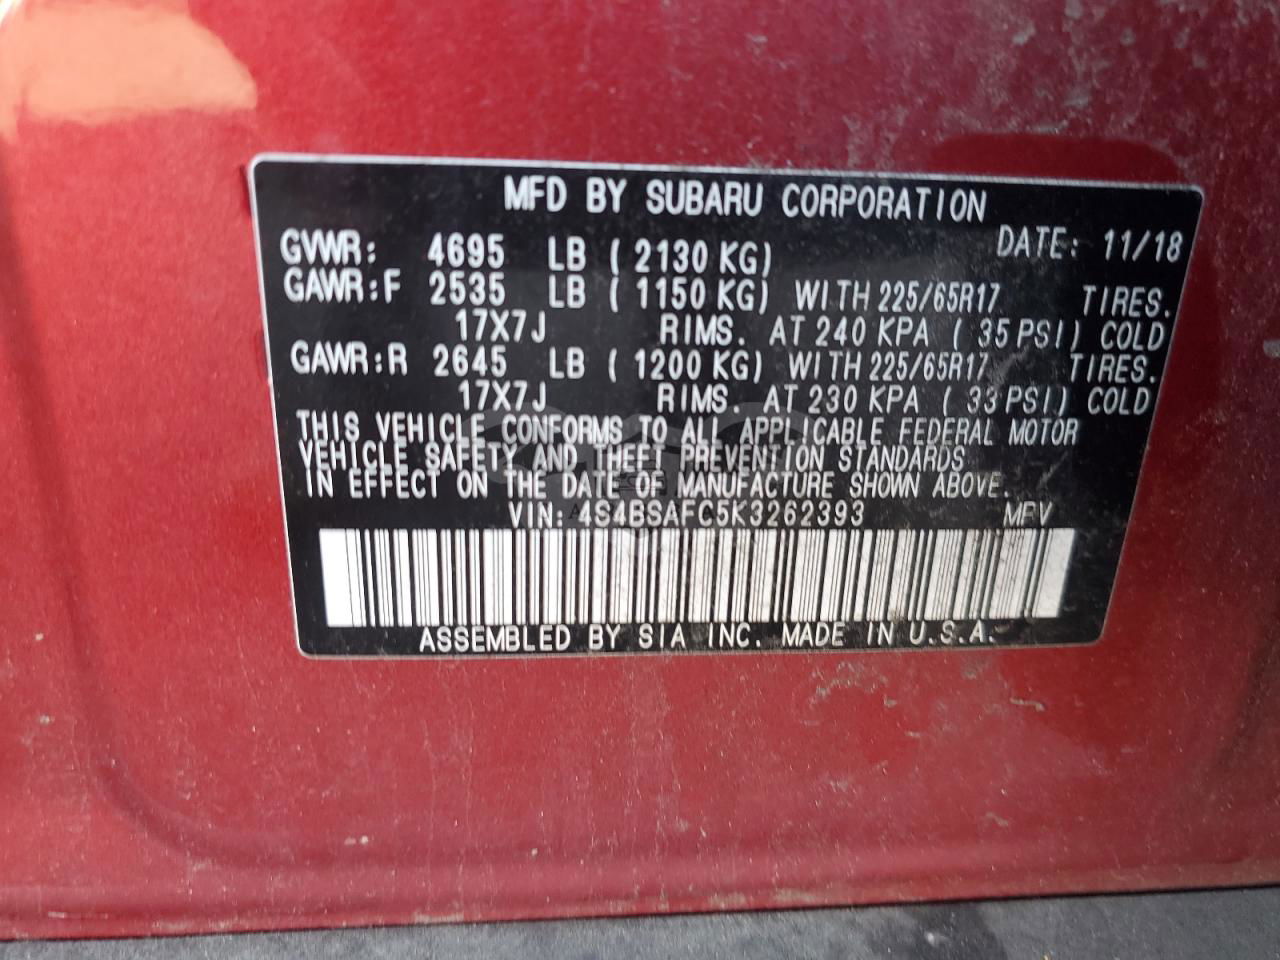 MFD BY SUBARU CORPORATION
GVWR: 4695 LB ( 2130 KG) DATE: 11/18
GAWR:F 2535 LB ( 1150 KG) WITH 225/65R17 TIRES.
17X7J RIMS. AT 240 KPA ( 35 PSI) COLD
GAWR:R 2645 LB ( 1200 KG) WITH 225/65R17 TIRES.
17X7J RIMS. AT 230 KPA ( 33 PSI) COLD
THIS VEHICLE CONFORMS TO ALL APPLICABLE FEDERAL MOTOR
VEHICLE SAFETY AND THEFT PREVENTION STANDARDS
IN EFFECT ON THE DATE OF MANUFACTURE SHOWN ABOVE.
VIN: 4S4BSAFC5K3262393 MPV
ASSEMBLED BY SIA INC. MADE IN U.S.A.